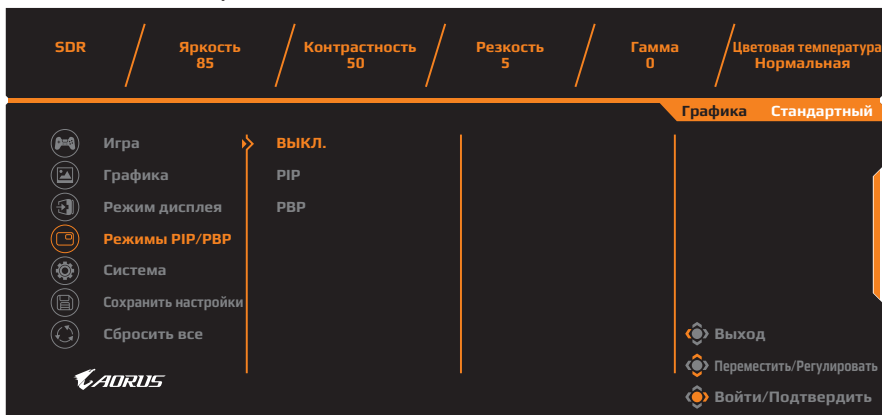 SDR
Яркость
85
Контрастность
50
Резкость
5
Гамма
0
Цветовая температура
Нормальная
Графика Стандартный
Игра
Графика
Режим дисплея
Режимы PIP/PBP
Система
Сохранить настройки
Сбросить все
ВЫКЛ.
PIP
PBP
Выход
Переместить/Регулировать
Войти/Подтвердить
AORUS